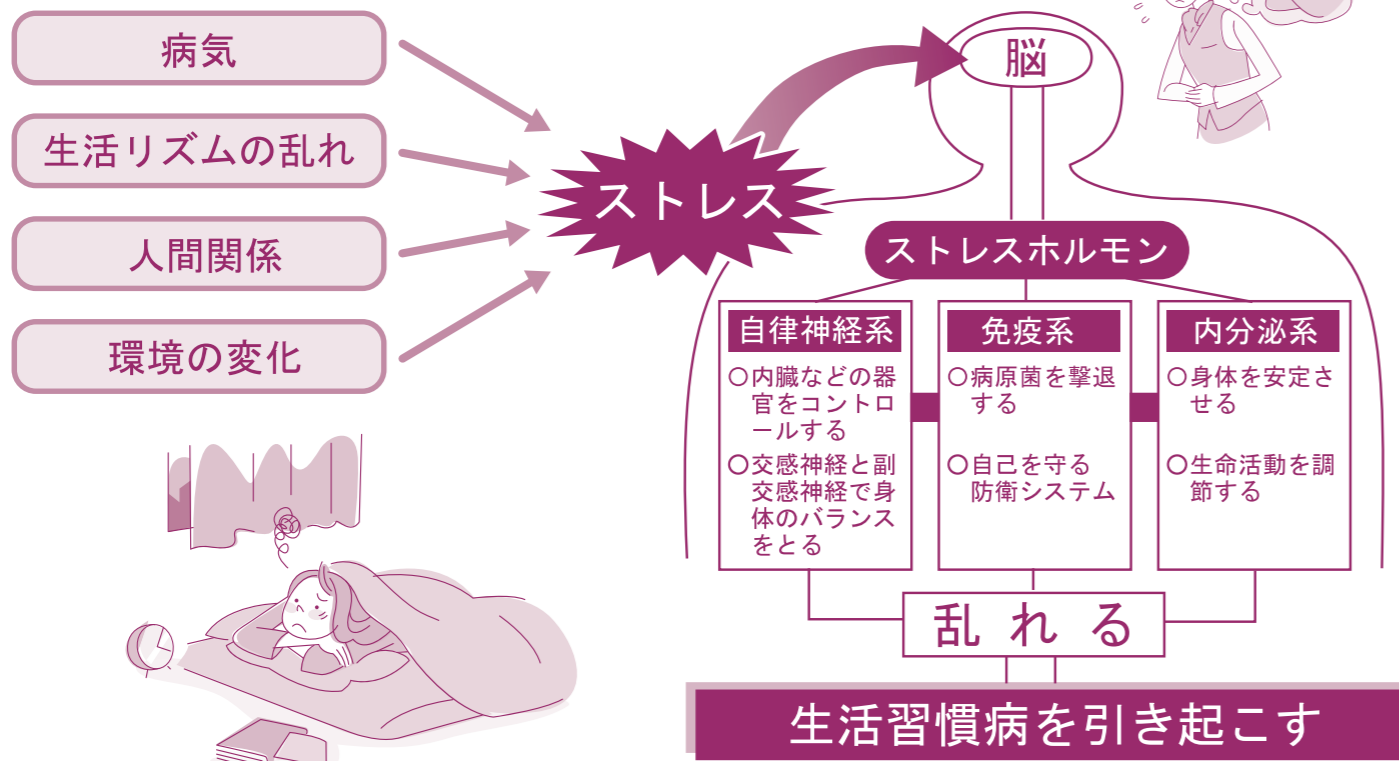 病気
生活リズムの乱れ
人間関係
環境の変化
ストレス
脳
ストレスホルモン
自律神経系
○内臓などの器
官をコントロ
ールする
○交感神経と副
交感神経で身
体のバランス
をとる
免疫系
○病原菌を撃退
する
○自己を守る
防衛システム
内分泌系
○身体を安定さ
せる
○生命活動を調
節する
乱れる
生活習慣病を引き起こす